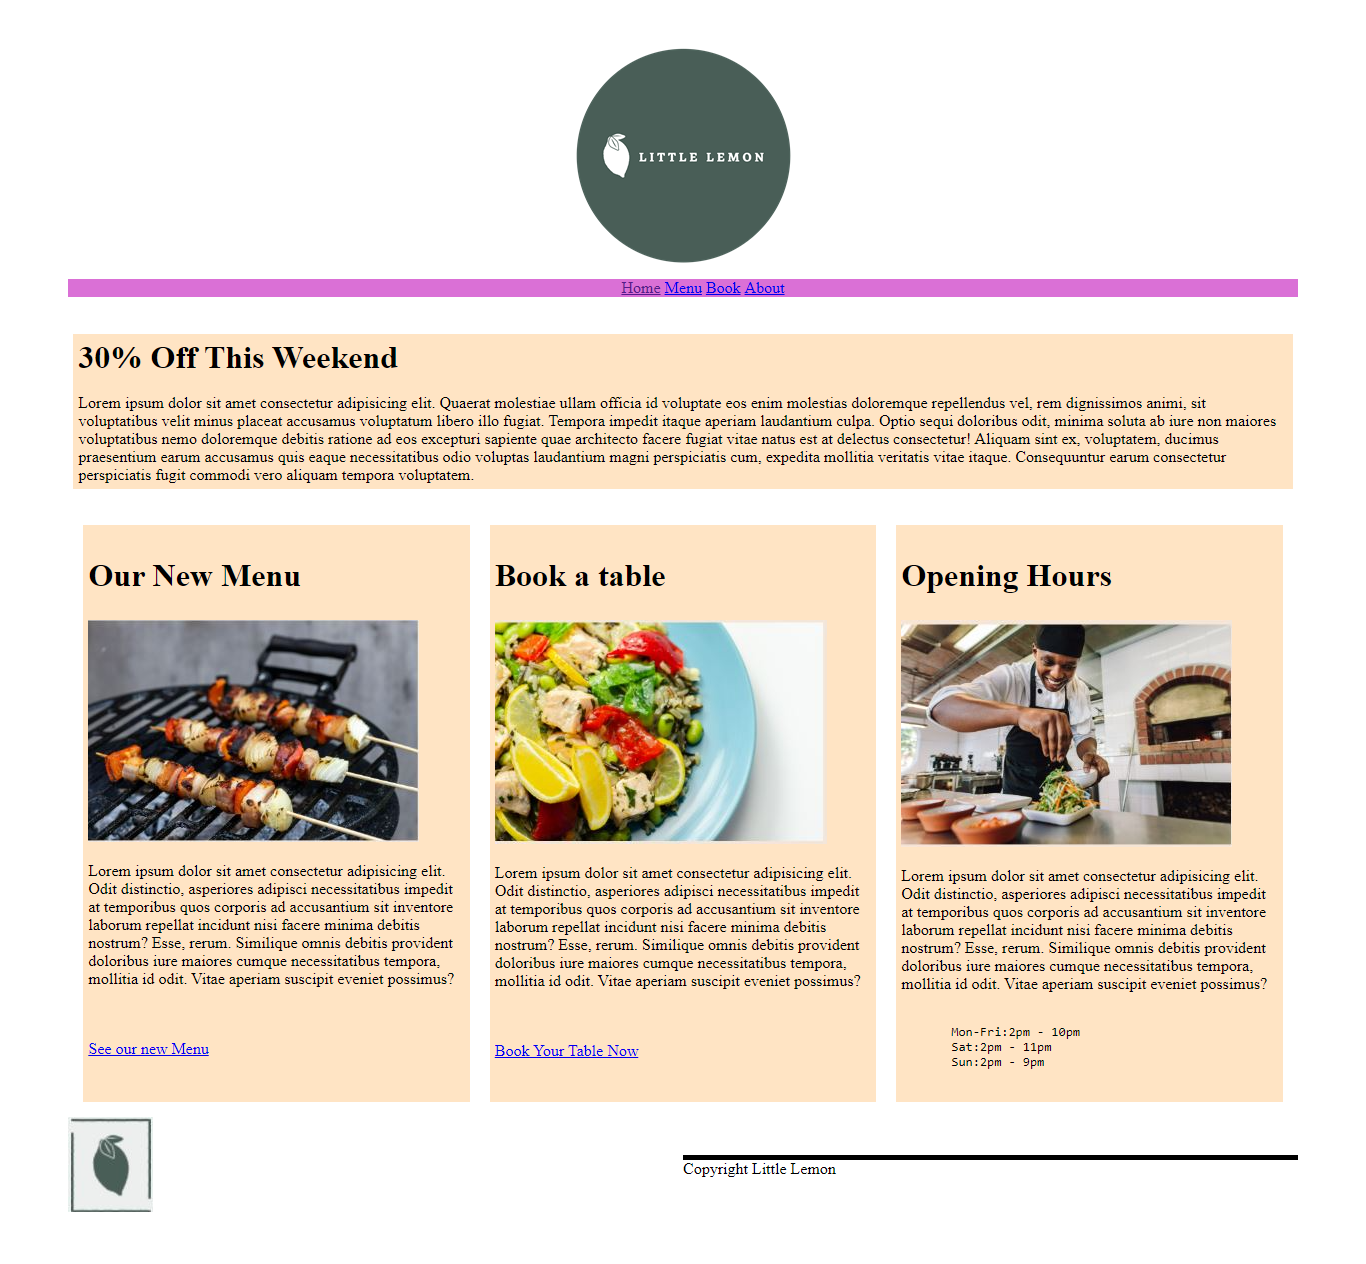 LITTLE LEMON
Home Menu Book About
30% Off This Weekend
Lorem ipsum dolor sit amet consectetur adipisicing elit. Quaerat molestiae ullam officia id voluptate eos enim molestias doloremque repellendus vel, rem dignissimos animi, sit
voluptatibus velit minus placeat accusamus voluptatum libero illo fugiat. Tempora impedit itaque aperiam laudantium culpa. Optio sequi doloribus odit, minima soluta ab iure non maiores
voluptatibus nemo doloremque debitis ratione ad eos excepturi sapiente quae architecto facere fugiat vitae natus est at delectus consectetur! Aliquam sint ex, voluptatem, ducimus
praesentium earum accusamus quis eaque necessitatibus odio voluptas laudantium magni perspiciatis cum, expedita mollitia veritatis vitae itaque. Consequuntur earum consectetur
perspiciatis fugit commodi vero aliquam tempora voluptatem.
Our New Menu
Lorem ipsum dolor sit amet consectetur adipisicing elit.
Odit distinctio, asperiores adipisci necessitatibus impedit
at temporibus quos corporis ad accusantium sit inventore
laborum repellat incidunt nisi facere minima debitis
nostrum? Esse, rerum. Similique omnis debitis provident
doloribus iure maiores cumque necessitatibus tempora,
mollitia id odit. Vitae aperiam suscipit eveniet possimus?
See our new Menu
Book a table
Lorem ipsum dolor sit amet consectetur adipisicing elit.
Odit distinctio, asperiores adipisci necessitatibus impedit
at temporibus quos corporis ad accusantium sit inventore
laborum repellat incidunt nisi facere minima debitis
nostrum? Esse, rerum. Similique omnis debitis provident
doloribus iure maiores cumque necessitatibus tempora,
mollitia id odit. Vitae aperiam suscipit eveniet possimus?
Book Your Table Now
Opening Hours
Lorem ipsum dolor sit amet consectetur adipisicing elit.
Odit distinctio, asperiores adipisci necessitatibus impedit
at temporibus quos corporis ad accusantium sit inventore
laborum repellat incidunt nisi facere minima debitis
nostrum? Esse, rerum. Similique omnis debitis provident
doloribus iure maiores cumque necessitatibus tempora,
mollitia id odit. Vitae aperiam suscipit eveniet possimus?
Mon-Fri:2pm - 10pm
Sat:2pm - 11pm
Sun:2pm - 9pm
Copyright Little Lemon